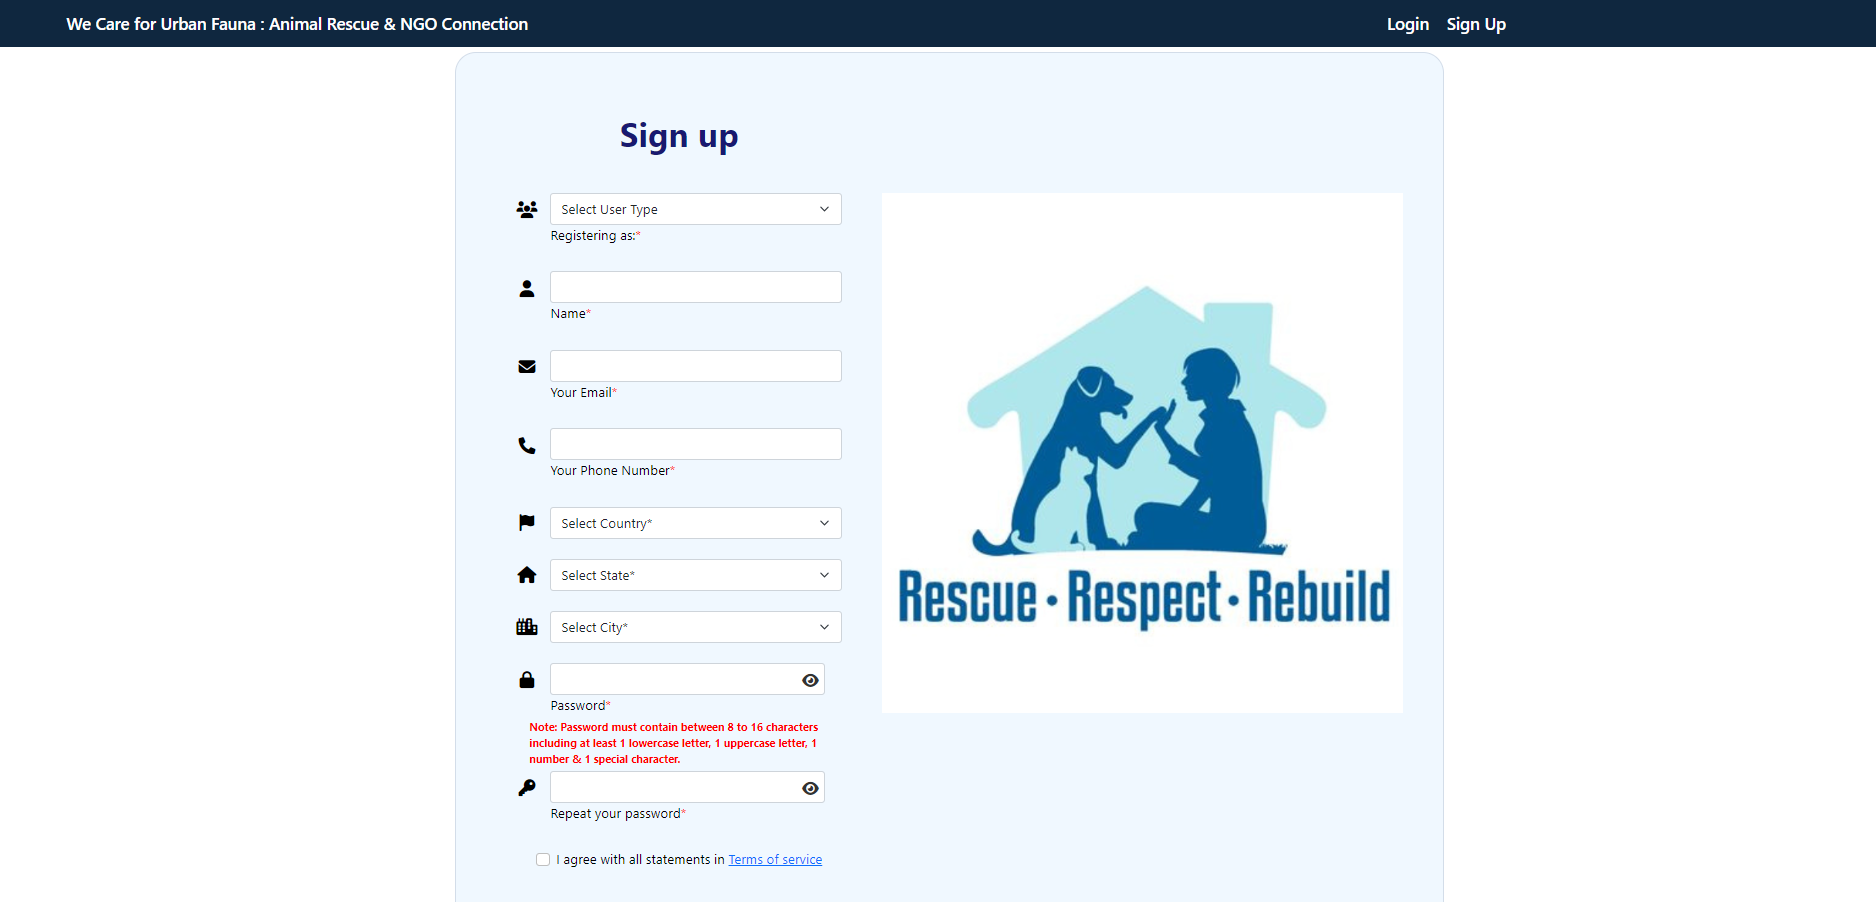 We Care for Urban Fauna : Animal Rescue & NGO Connection
Login
Sign Up
Sign up
Select User Type
Registering as:*
Name*
Your Email*
Your Phone Number*
Select Country*
Select State*
Select City*
Password*
Note: Password must contain between 8 to 16 characters
including at least 1 lowercase letter, 1 uppercase letter, 1
number & 1 special character.
Repeat your password*
I agree with all statements in Terms of service
Rescue · Respect · Rebuild